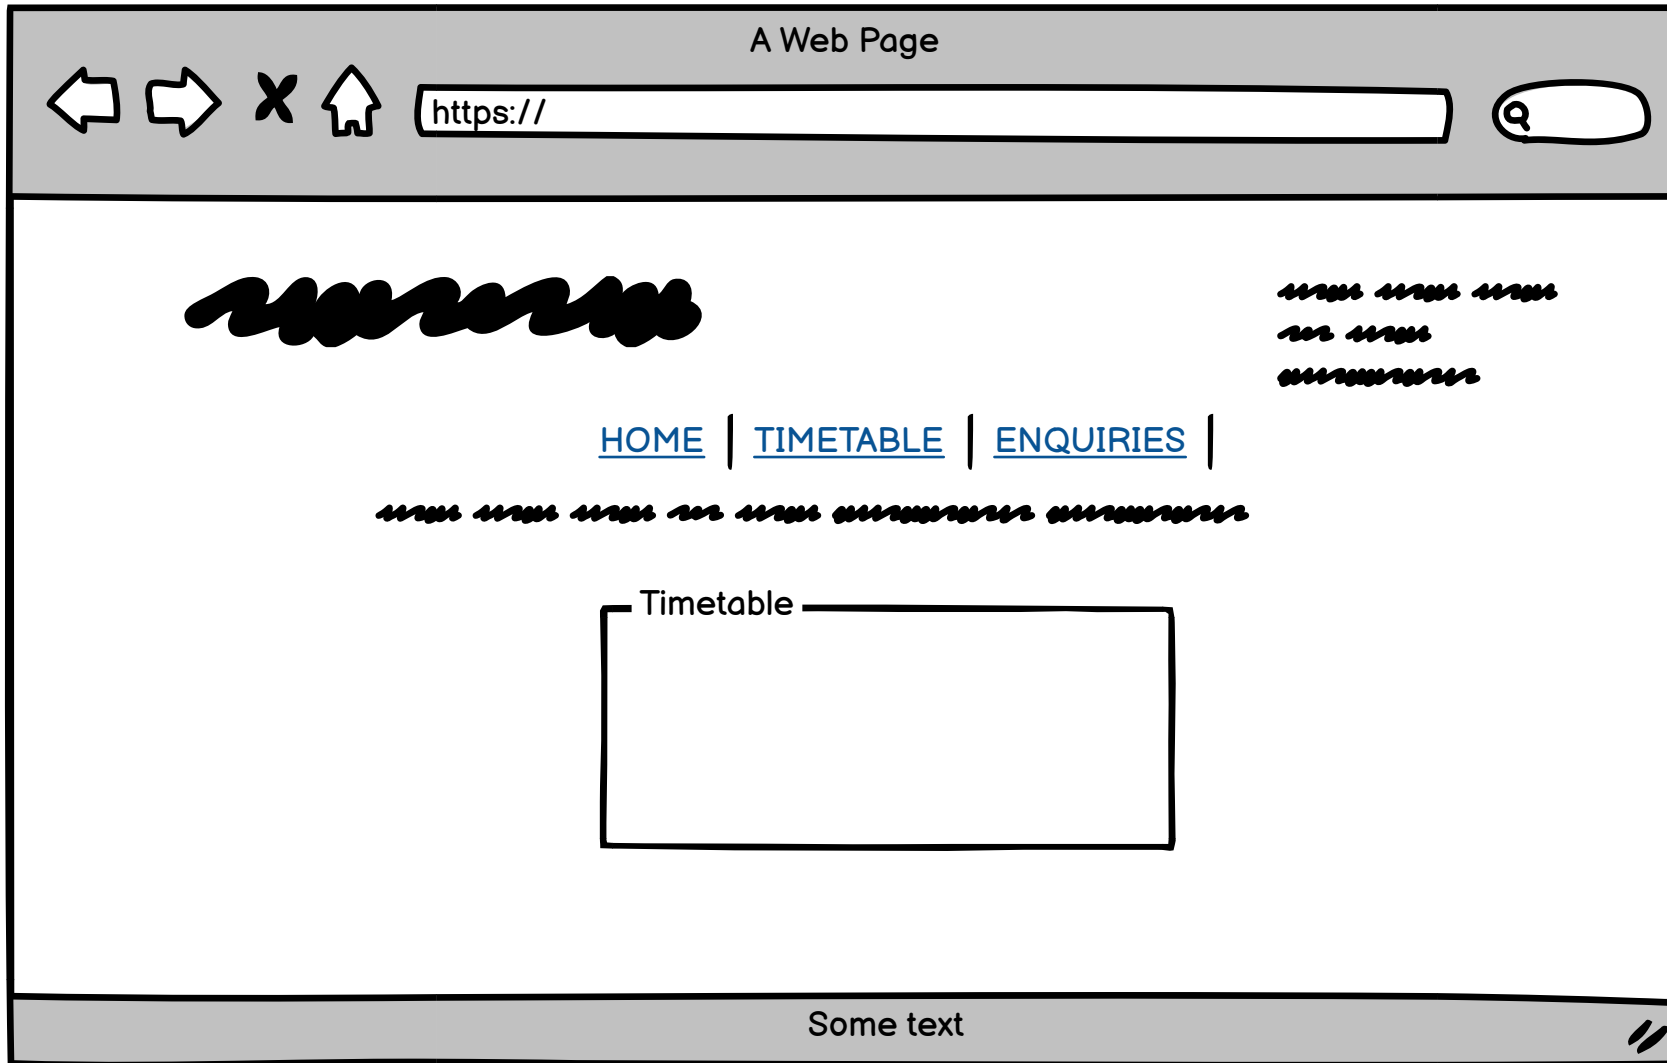 A Web Page
https://
HOME | TIMETABLE | ENQUIRIES |
Timetable
Some text